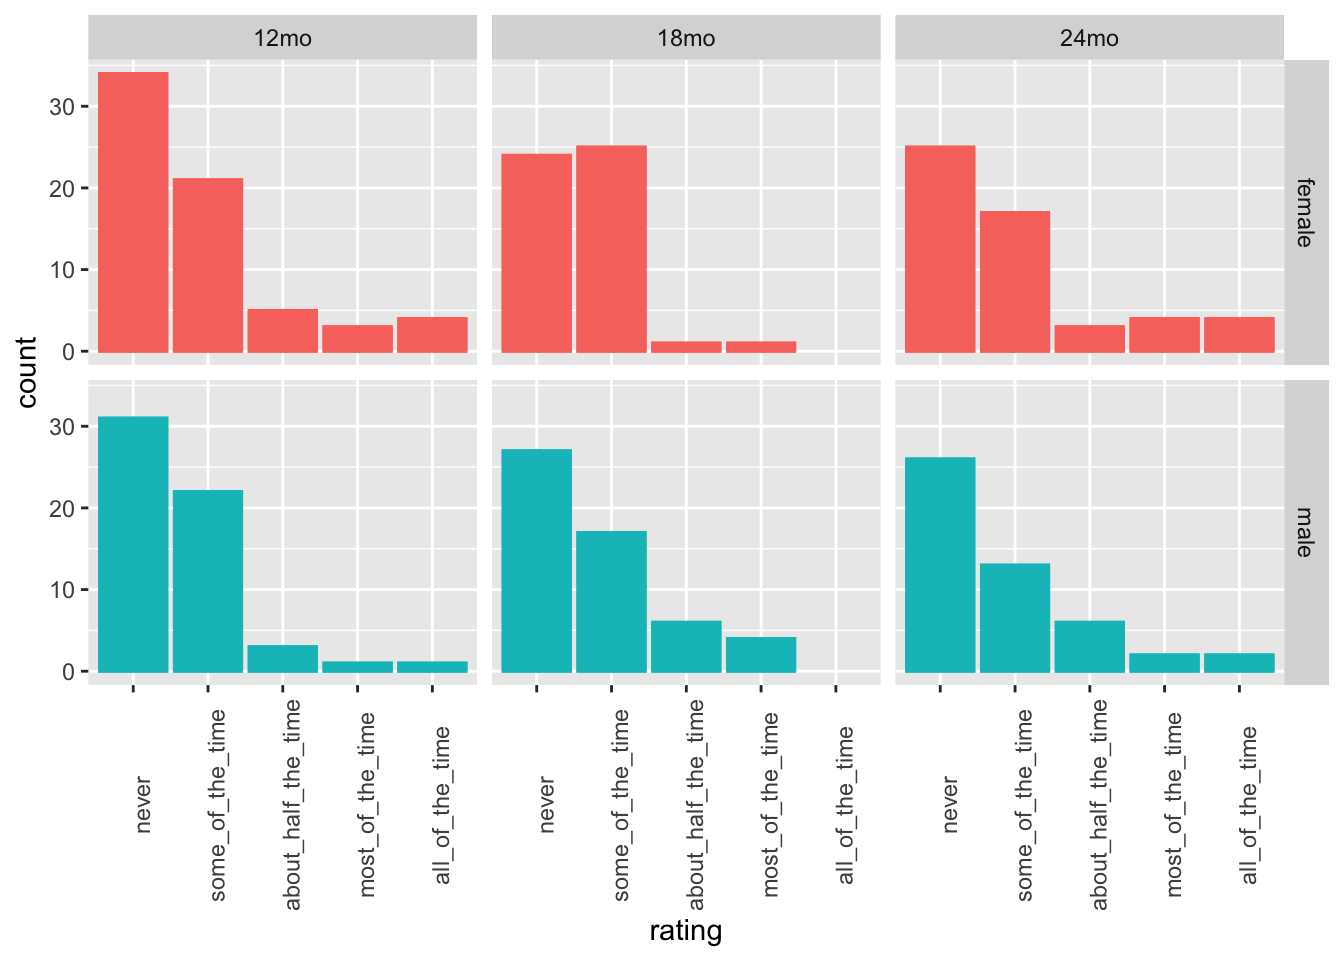 12mo 18mo 24mo
30
20
10
0
female
count
30
20
10
0
male
never some_of_the_time about_half_the_time most_of_the_time all_of_the_time never some_of_the_time about_half_the_time most_of_the_time all_of_the_time never some_of_the_time about_half_the_time most_of_the_time all_of_the_time
rating